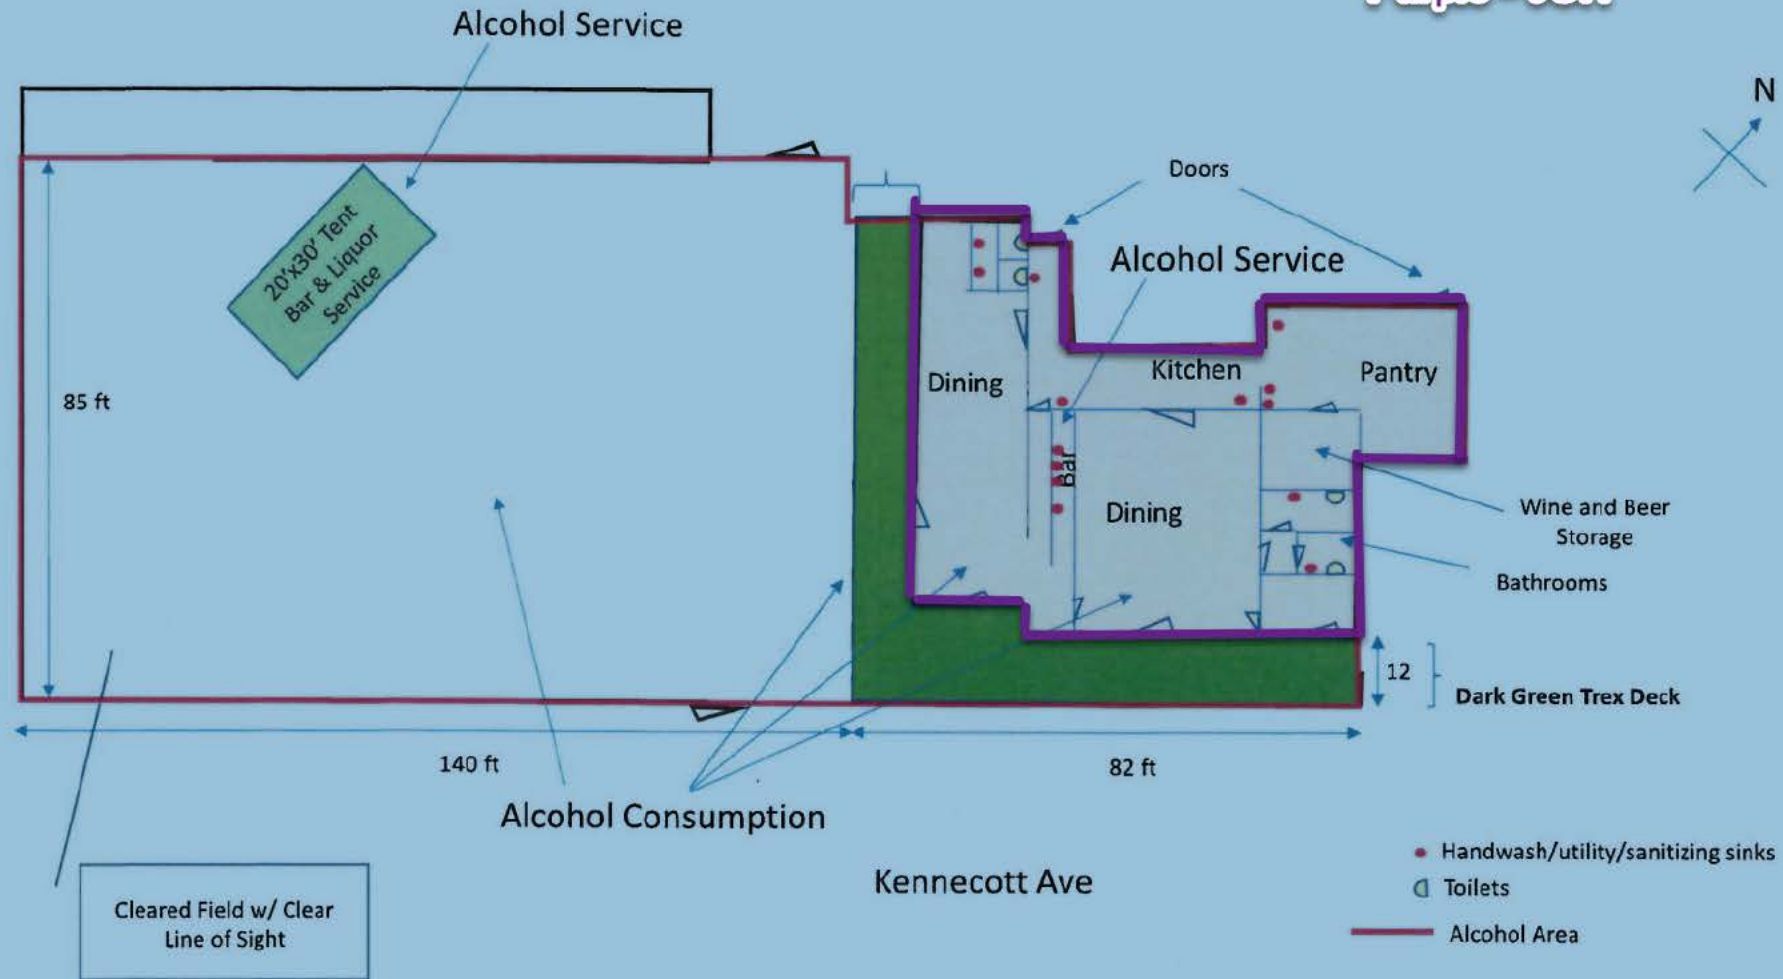 Alcohol Service
N
Doors
Alcohol Service
20'x30' Tent
Bar & Liquor
Service
85 ft
Dining
Kitchen
Pantry
Bar
Dining
Wine and Beer
Storage
Bathrooms
12
Dark Green Trex Deck
140 ft
82 ft
Alcohol Consumption
Kennecott Ave
Cleared Field w/ Clear
Line of Sight
Handwash/utility/sanitizing sinks
Toilets
Alcohol Area